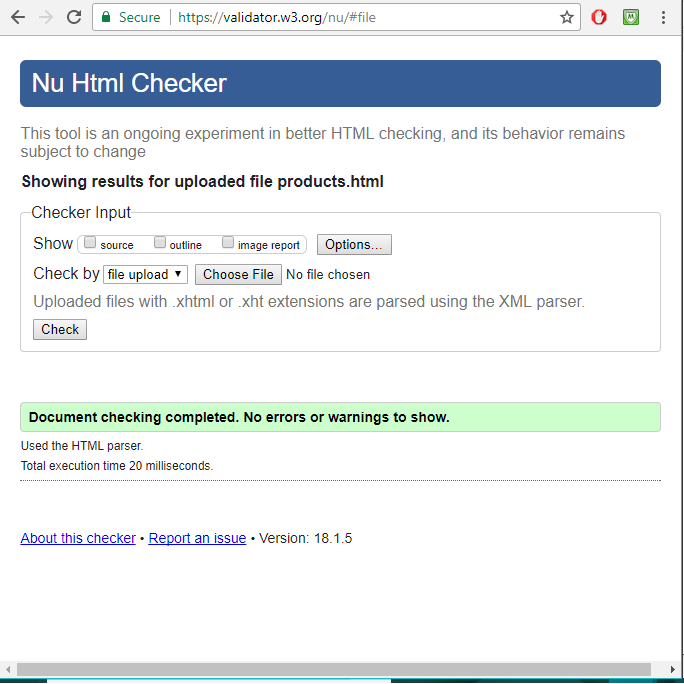 Secure https://validator.w3.org/nu/#file
Nu Html Checker
This tool is an ongoing experiment in better HTML checking, and its behavior remains
subject to change
Showing results for uploaded file products.html
Checker Input
Show source outline image report Options...
Check by file upload Choose File No file chosen
Uploaded files with .xhtml or .xht extensions are parsed using the XML parser.
Check
Document checking completed. No errors or warnings to show.
Used the HTML parser.
Total execution time 20 milliseconds.
About this checker • Report an issue • Version: 18.1.5